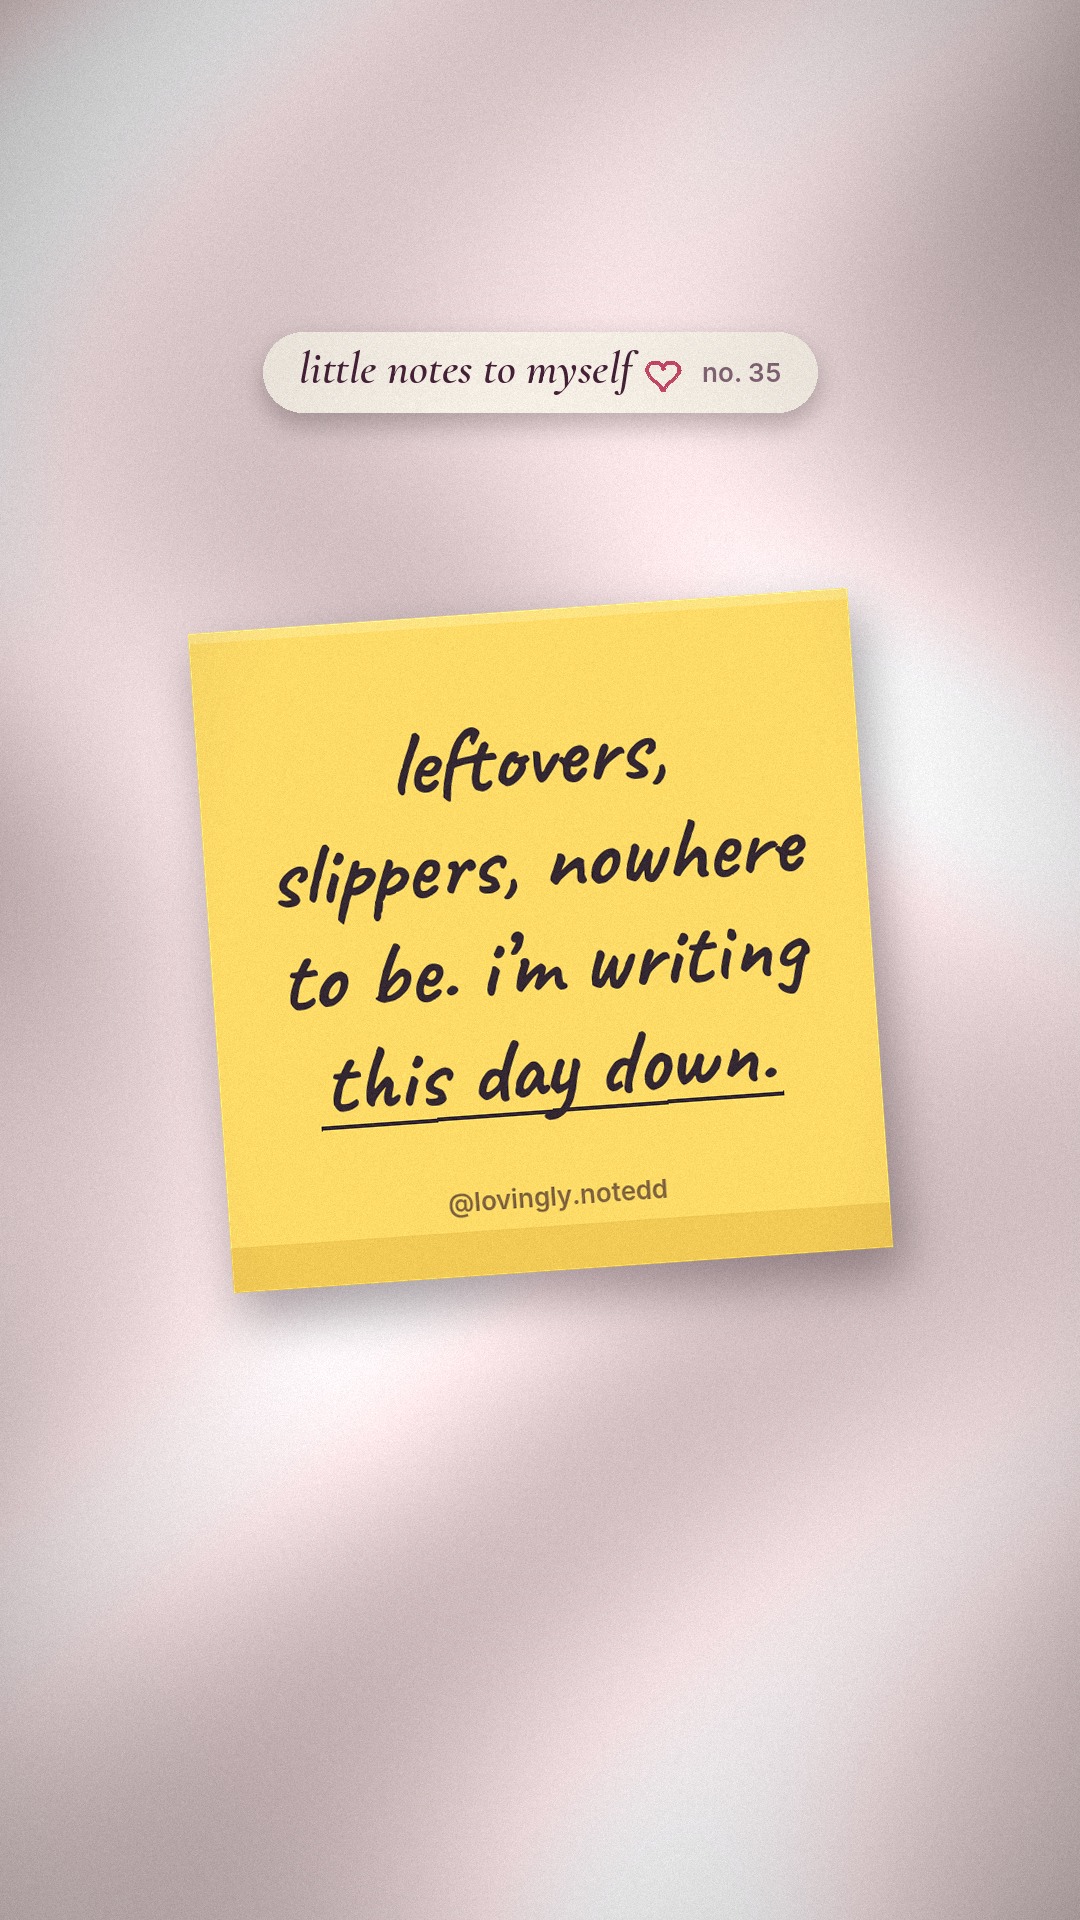 little notes to myself ♡ no. 35
leftovers,
slippers, nowhere
to be. i’m writing
this day down.
@lovingly.notedd